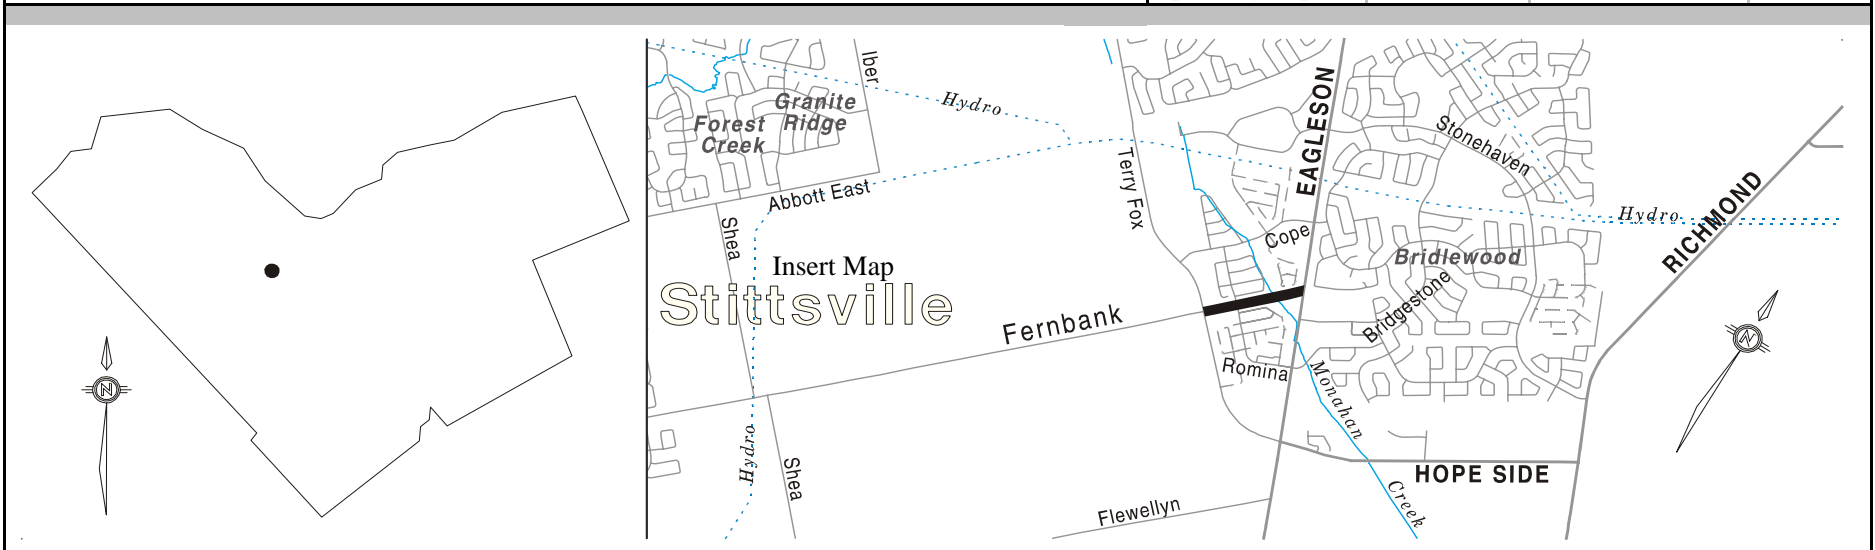 Iber
Hydro
Granite
Ridge
Forest
Creek
EAGLESON
Stonehaven
Terry Fox
Abbott East
Shea
RICHMOND
Hydro
Cope
Bridlewood
Insert Map
Stittsville
Bridgestone
Fernbank
N
N
Romina
Monahan
Hydro
Shea
HOPE SIDE
Creek
Flewellyn